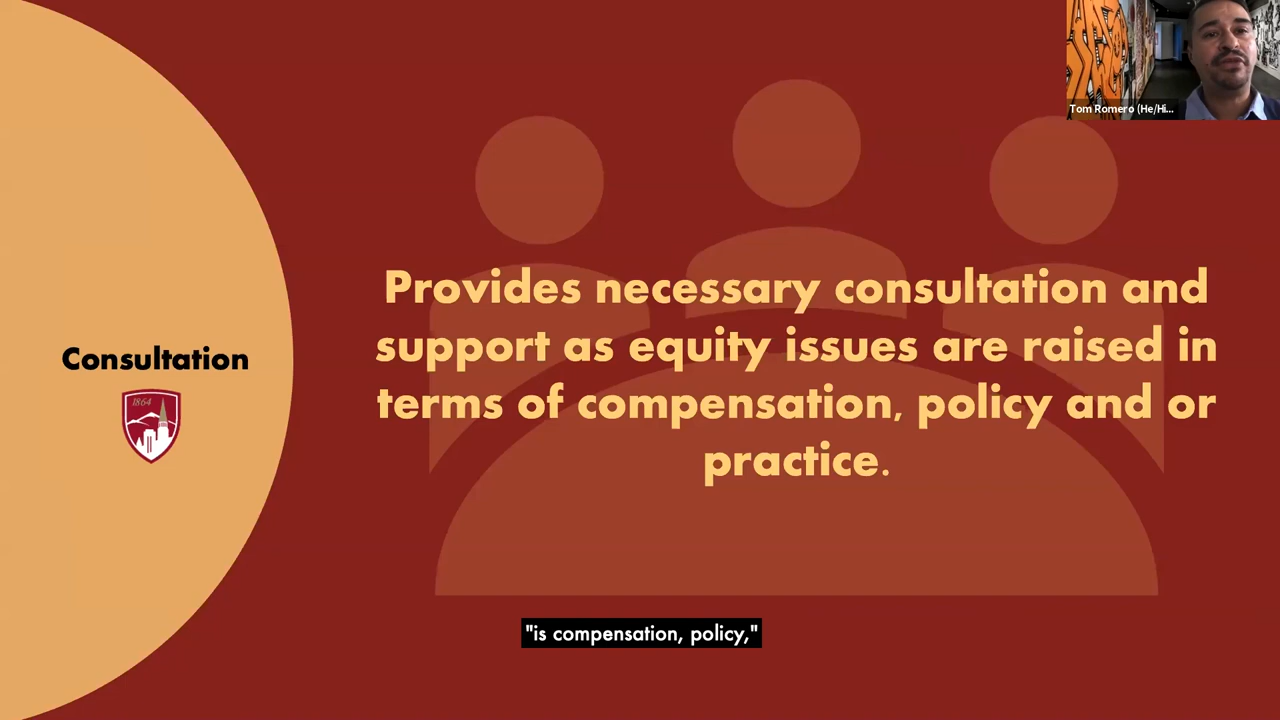 Tom Romero (He/Hi...
Provides necessary consultation and
support as equity issues are raised in
terms of compensation, policy and or
practice.
Consultation
1864
"is compensation, policy,"